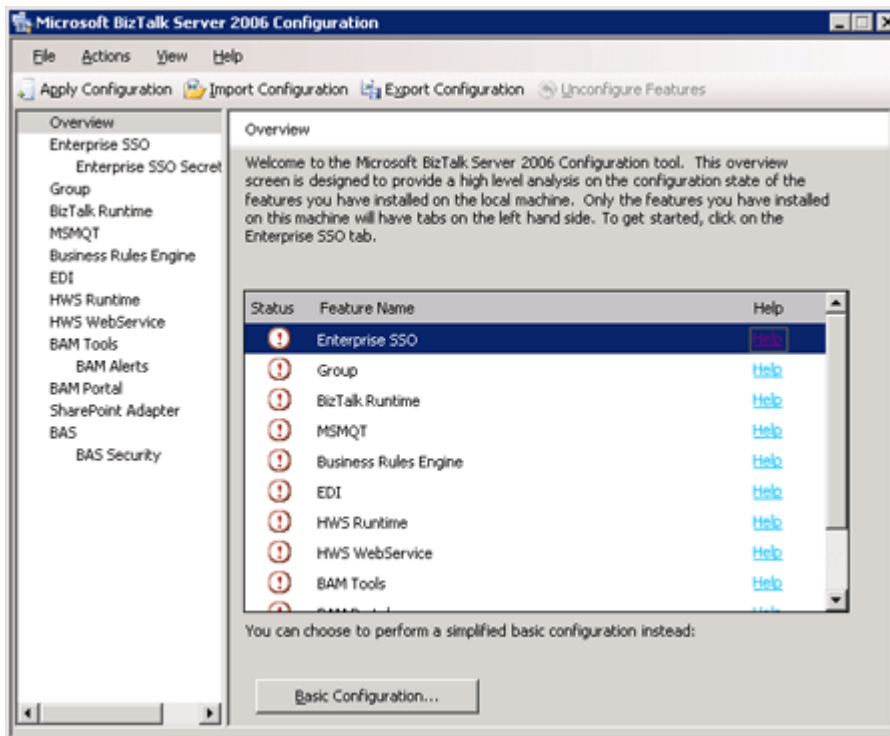 Microsoft BizTalk Server 2006 Configuration
File Actions View Help
Apply Configuration Import Configuration Export Configuration Unconfigure Features
Overview
Enterprise SSO
Enterprise SSO Secret
Group
BizTalk Runtime
MSMQT
Business Rules Engine
EDI
HWS Runtime
HWS WebService
BAM Tools
BAM Alerts
BAM Portal
SharePoint Adapter
BAS
BAS Security
Overview
Welcome to the Microsoft BizTalk Server 2006 Configuration tool. This overview
screen is designed to provide a high level analysis on the configuration state of the
features you have installed on the local machine. Only the features you have installed
on this machine will have tabs on the left hand side. To get started, click on the
Enterprise SSO tab.
Status Feature Name Help
Enterprise SSO Help
Group Help
BizTalk Runtime Help
MSMQT Help
Business Rules Engine Help
EDI Help
HWS Runtime Help
HWS WebService Help
BAM Tools Help
You can choose to perform a simplified basic configuration instead:
Basic Configuration...